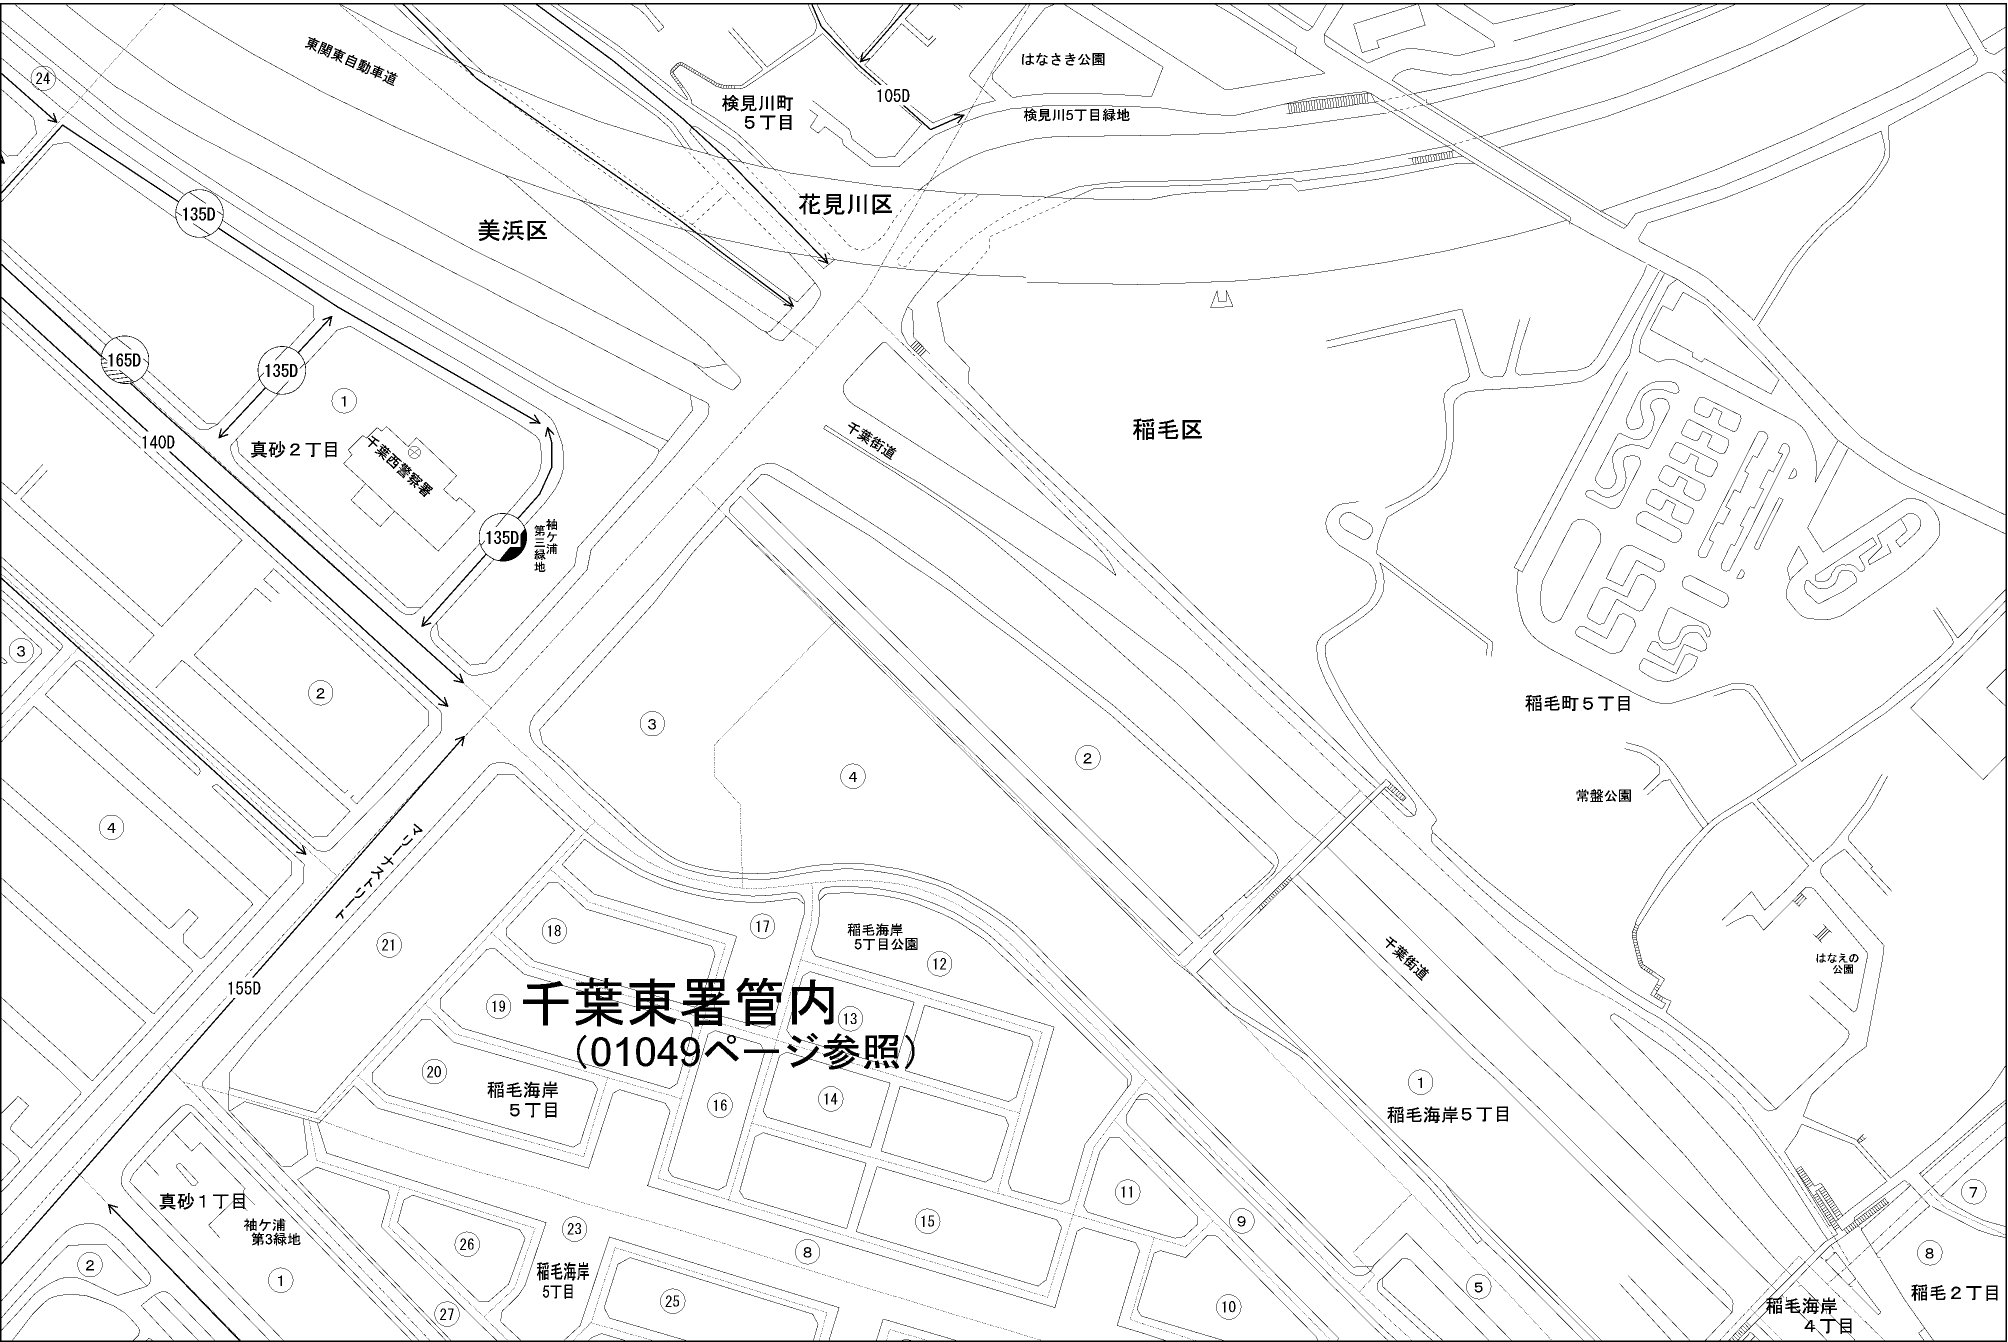 24
東関東自動車道
はなさき公園
105D
検見川町
５丁目
検見川5丁目緑地
135D
花見川区
美浜区
165D
135D
1
140D
真砂２丁目
千葉西警察署
千葉街道
稲毛区
135D
袖ケ浦
第三緑地
3
2
稲毛町５丁目
3
2
4
常盤公園
4
マリーナストリート
21
18
17
稲毛海岸
5丁目公園
12
千葉街道
はなえの
公園
155D
19
千葉東署管内
13
（01049ページ参照）
20
稲毛海岸
５丁目
16
14
1
稲毛海岸５丁目
真砂１丁目
袖ケ浦
第3緑地
11
7
26
23
15
9
8
8
2
1
稲毛海岸
5丁目
5
稲毛２丁目
27
25
10
稲毛海岸
４丁目